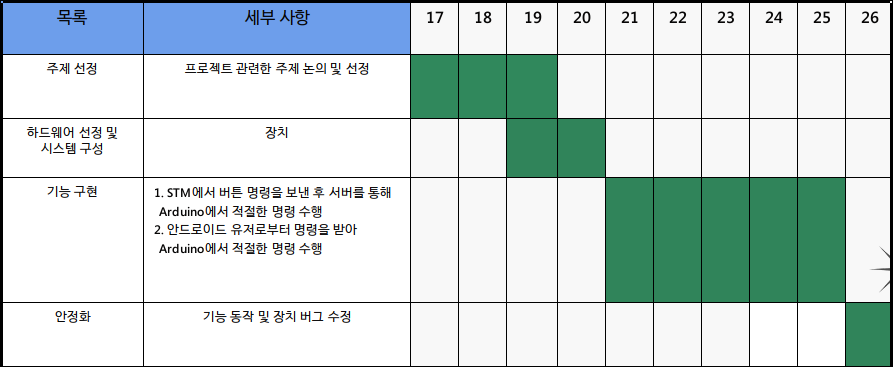 목록 세부 사항 17 18 19 20 21 22 23 24 25 26
주제 선정 프로젝트 관련한 주제 논의 및 선정
하드웨어 선정 및
시스템 구성
장치
기능 구현
1. STM에서 버튼 명령을 보낸 후 서버를 통해
Arduino에서 적절한 명령 수행
2. 안드로이드 유저로부터 명령을 받아
Arduino에서 적절한 명령 수행
안정화 기능 동작 및 장치 버그 수정